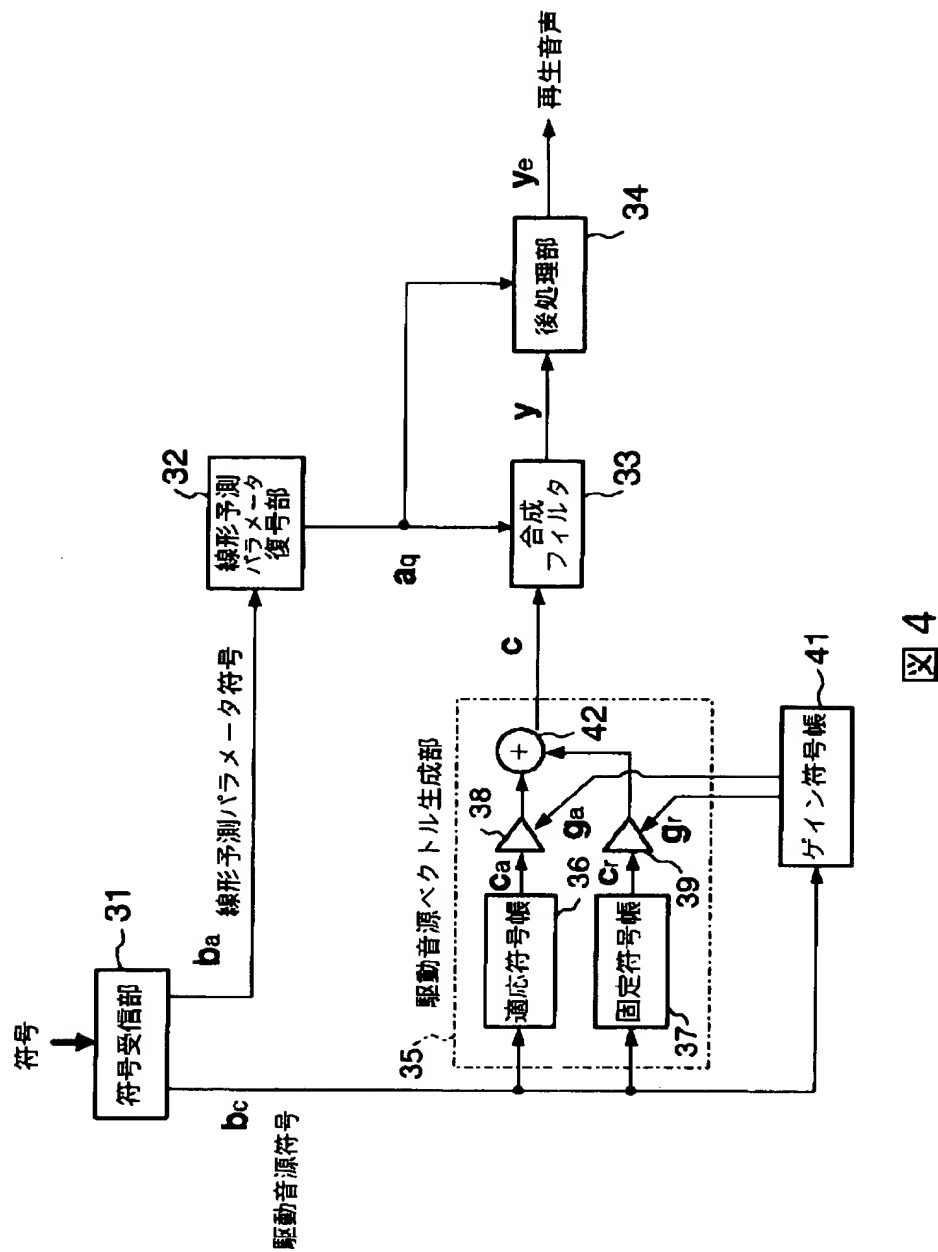 符号
符号受信部
31
ba
線形予測パラメータ符号
bc
駆動音源符号
線形予測
パラメータ
復号部
32
aq
駆動音源ベクトル生成部
35
適応符号帳
36
ca
38
ga
固定符号帳
37
cr
39
gr
42
+
c
ゲイン符号帳
41
合成
フィルタ
33
y
後処理部
34
ye
再生音声
図 4